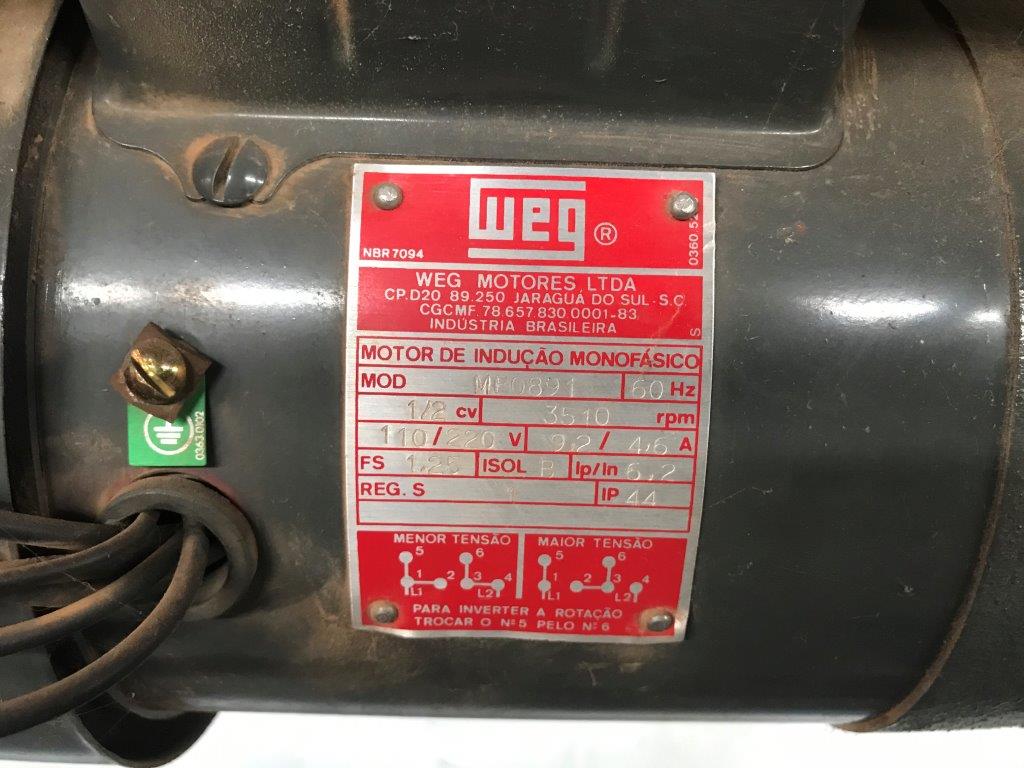 weg ®
NBR 7094
0360.52
WEG MOTORES LTDA
CP.D20 89.250 JARAGUÁ DO SUL - S.C.
CGCMF. 78.657.830.0001-83
INDÚSTRIA BRASILEIRA
S
MOTOR DE INDUÇÃO MONOFÁSICO
MOD MF0891 60 Hz
1/2 cv 3510 rpm
110/220 V 9,2/4,6 A
FS 1,25 ISOL B Ip/In 6,2
REG. S 1 IP 44
MENOR TENSÃO MAIOR TENSÃO
5 6 5 6
1 2 3 4 1 2 3 4
L1 L2 L1 L2
PARA INVERTER A ROTAÇÃO
TROCAR O Nº 5 PELO Nº 6
0363.0102